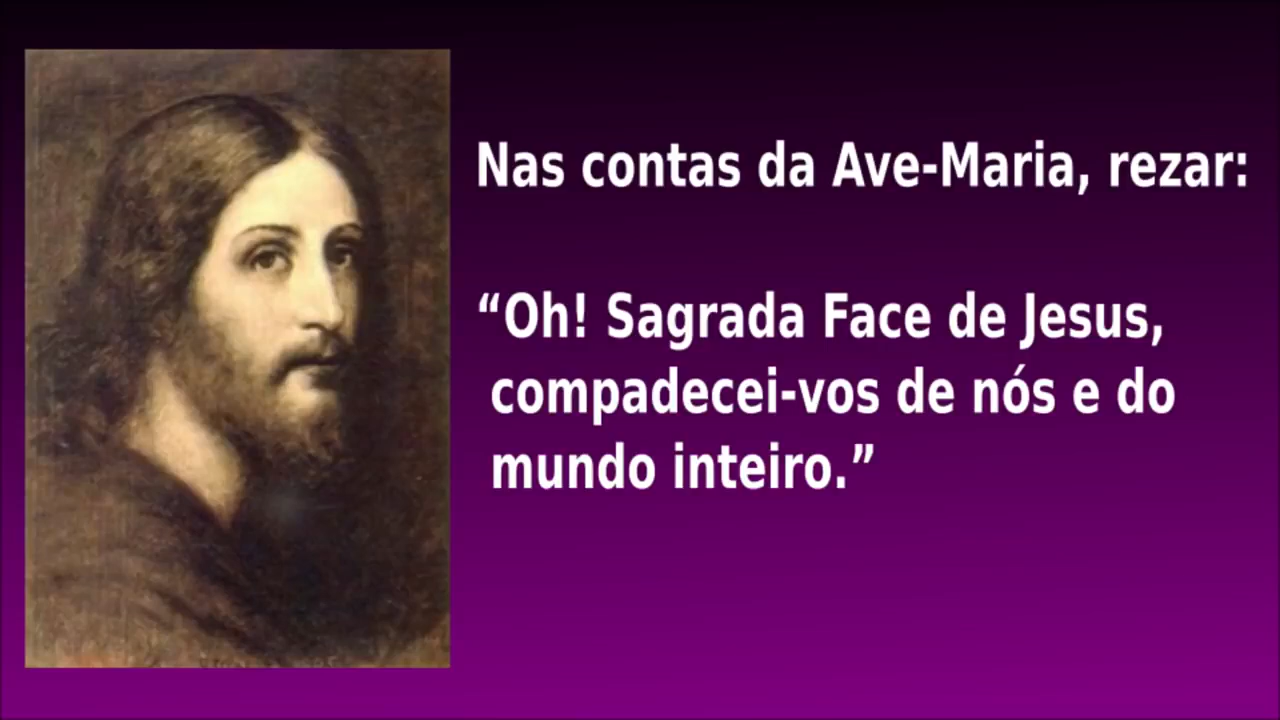 Nas contas da Ave-Maria, rezar:
“Oh! Sagrada Face de Jesus,
compadecei-vos de nós e do
mundo inteiro.”